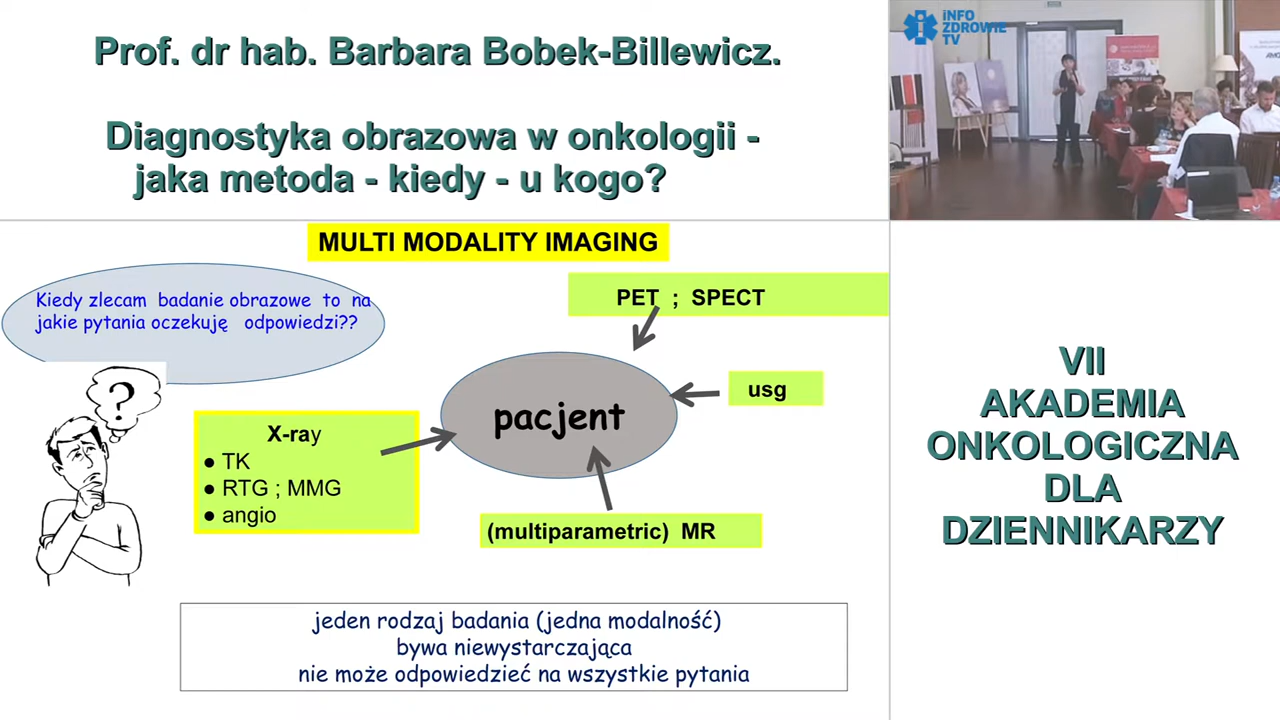 Prof. dr hab. Barbara Bobek-Billewicz.
Diagnostyka obrazowa w onkologii -
jaka metoda - kiedy - u kogo?
iNFO
ZDROWIE
TV
MULTI MODALITY IMAGING
Kiedy zlecam badanie obrazowe to na
jakie pytania oczekuję odpowiedzi??
PET ; SPECT
?
usg
pacjent
X-ray
● TK
● RTG ; MMG
● angio
(multiparametric) MR
jeden rodzaj badania (jedna modalność)
bywa niewystarczająca
nie może odpowiedzieć na wszystkie pytania
VII
AKADEMIA
ONKOLOGICZNA
DLA
DZIENNIKARZY